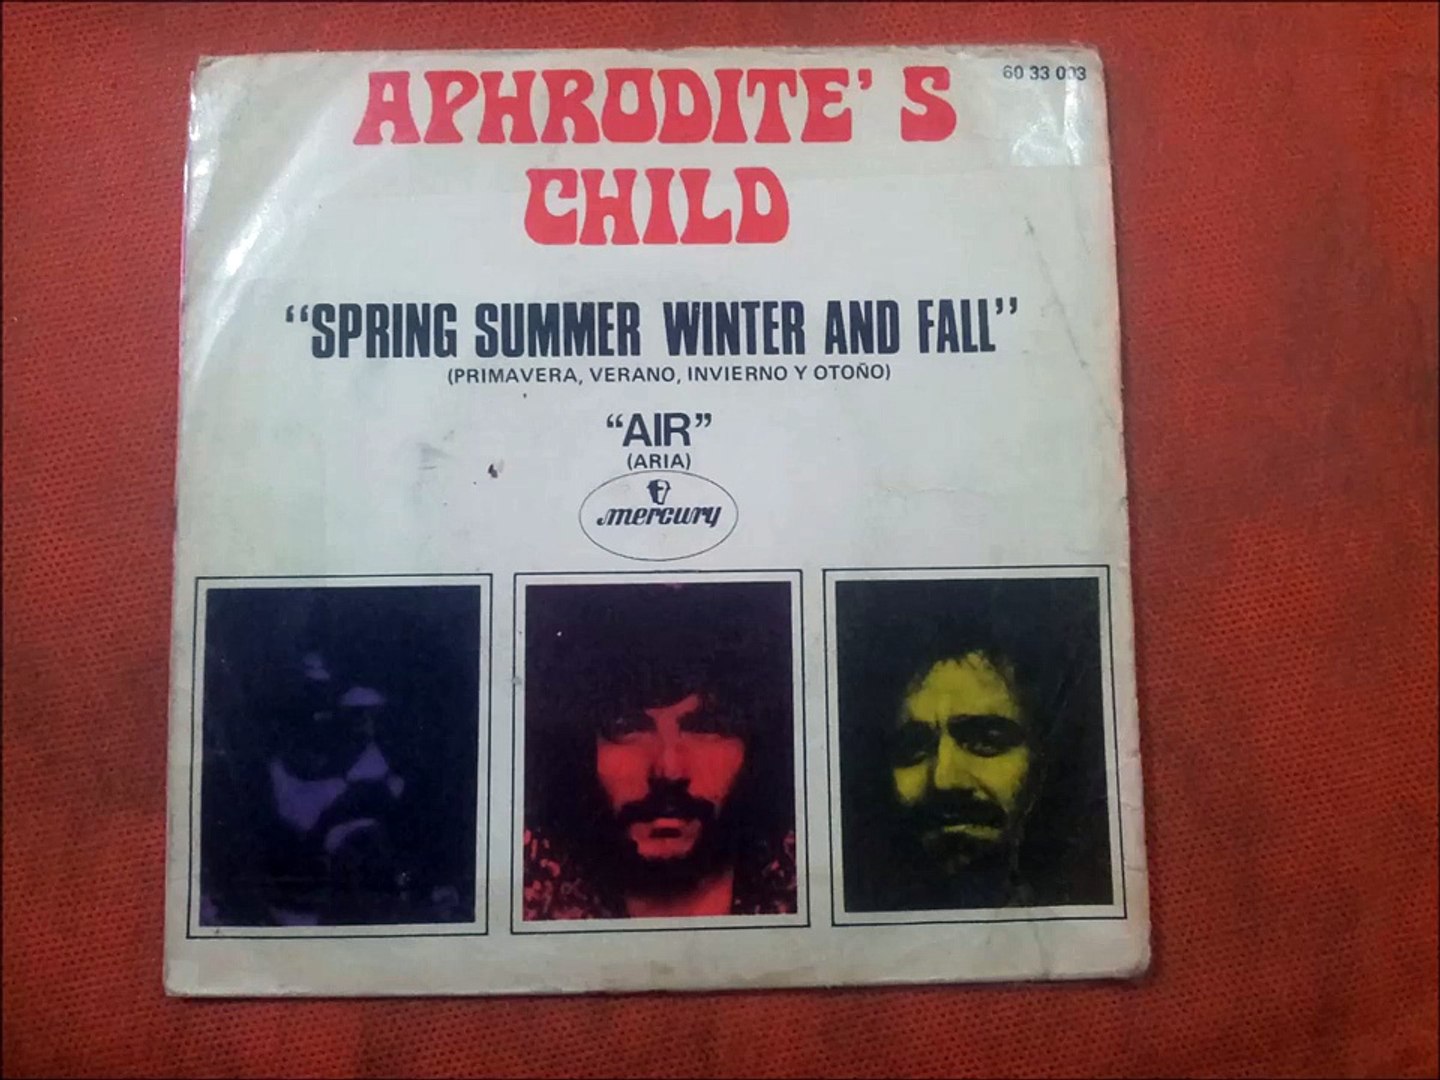 60 33 003
APHRODITE'S
CHILD
“SPRING SUMMER WINTER AND FALL”
(PRIMAVERA, VERANO, INVIERNO Y OTOÑO)
“AIR”
(ARIA)
mercury